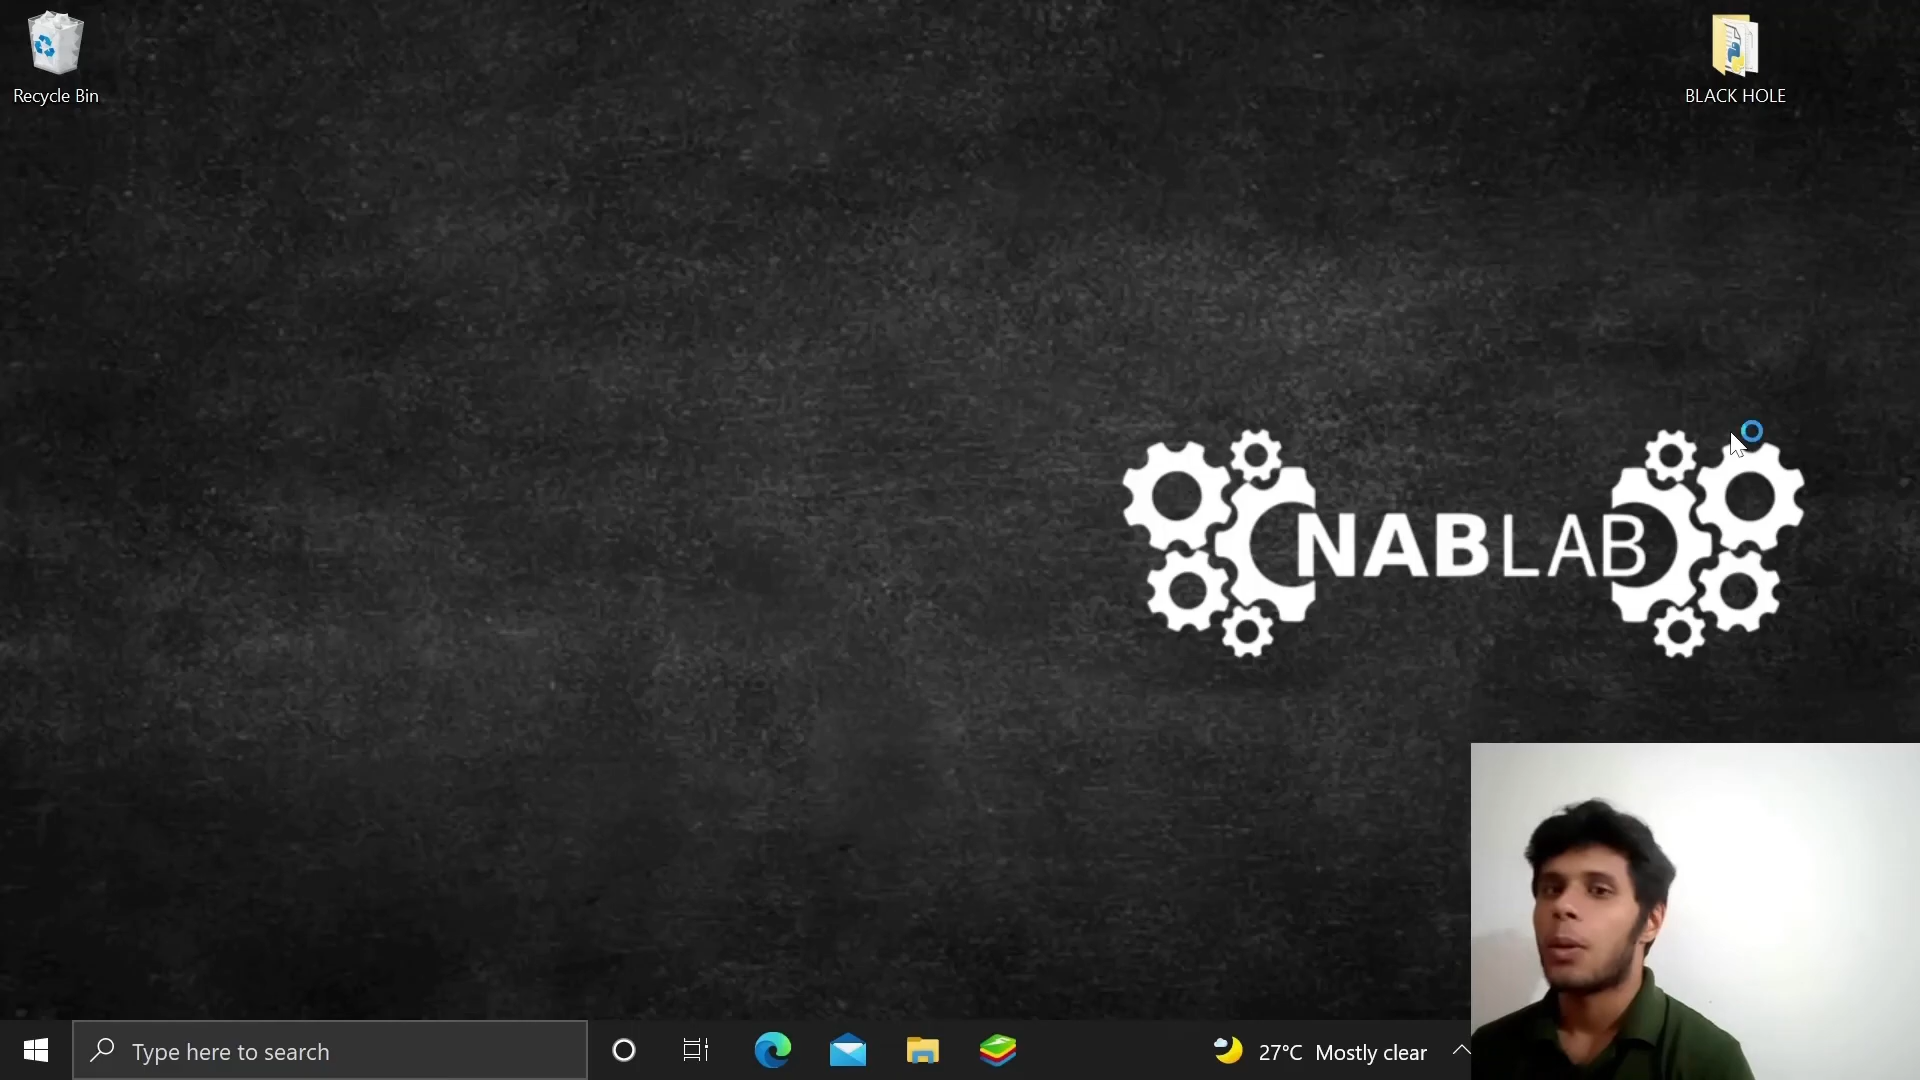 Recycle Bin
BLACK HOLE
NABLAB
Type here to search
27°C Mostly clear